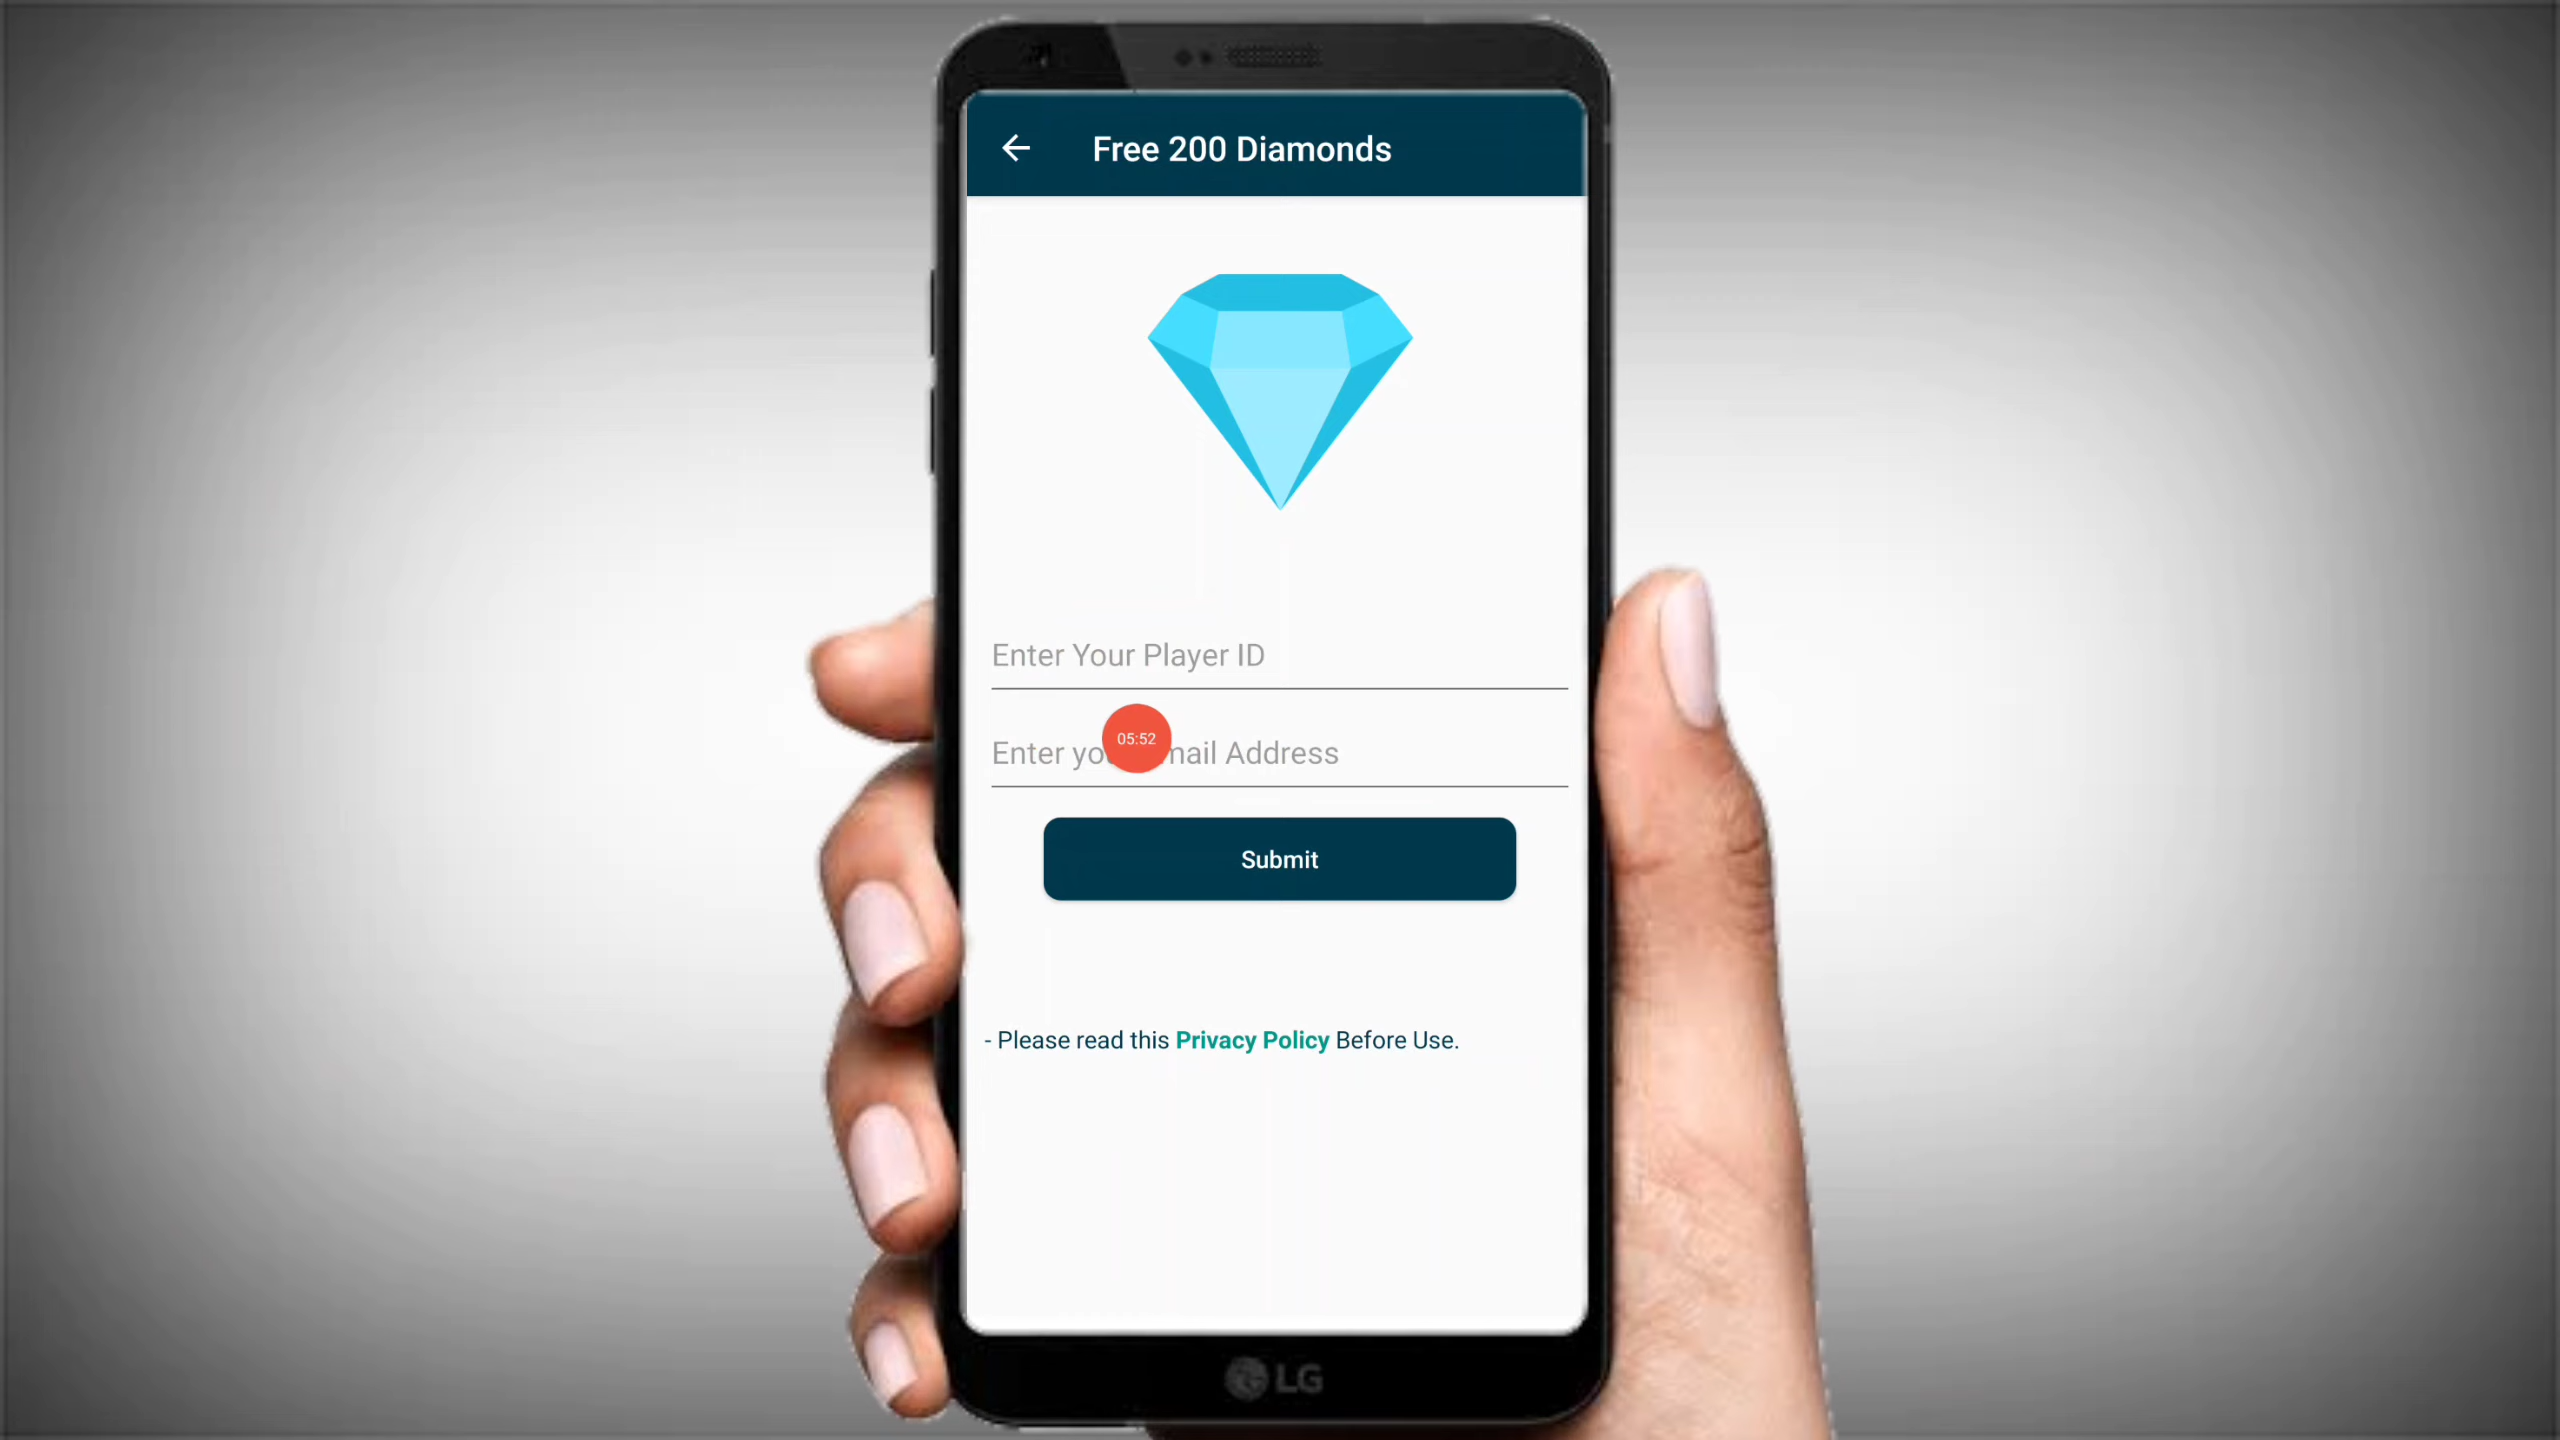 Free 200 Diamonds
Enter Your Player ID
05:52
Enter yo mail Address
Submit
- Please read this Privacy Policy Before Use.
LG